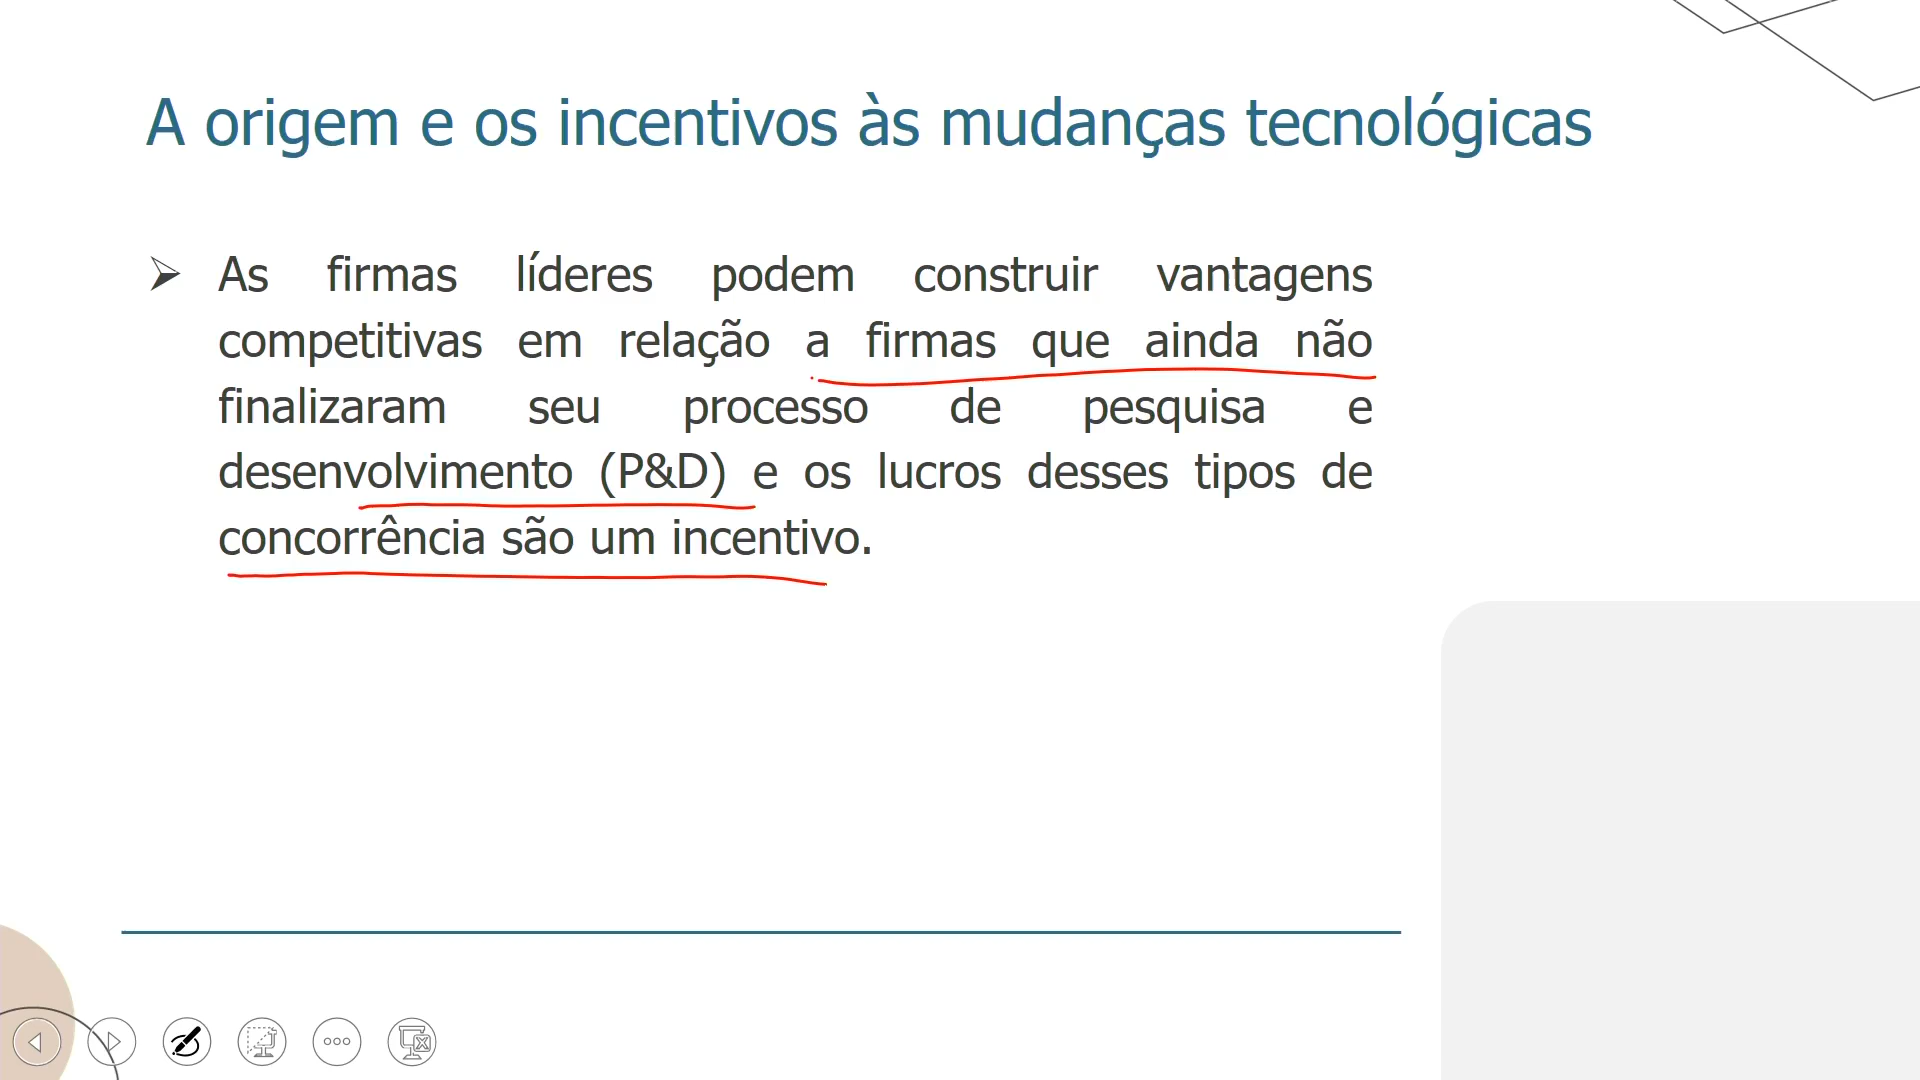 A origem e os incentivos às mudanças tecnológicas
As firmas líderes podem construir vantagens
competitivas em relação a firmas que ainda não
finalizaram seu processo de pesquisa e
desenvolvimento (P&D) e os lucros desses tipos de
concorrência são um incentivo.